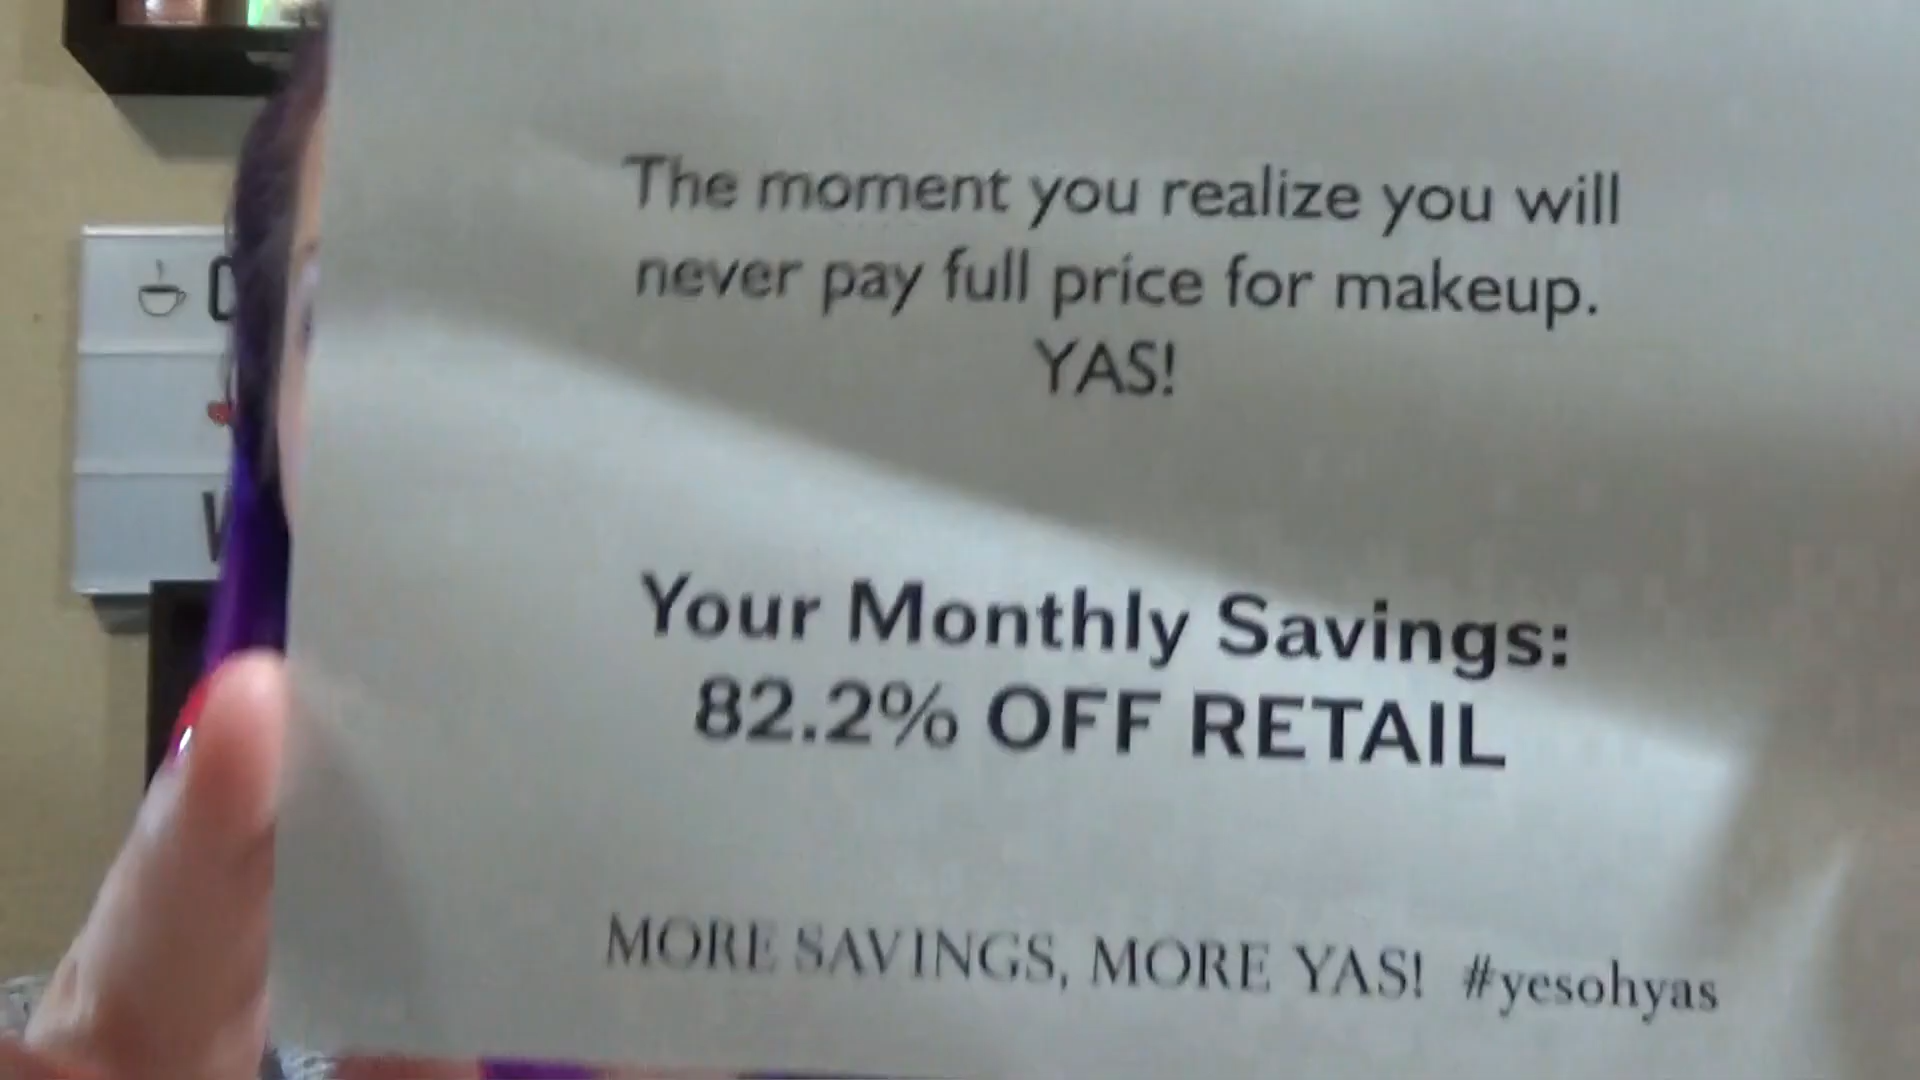 The moment you realize you will
never pay full price for makeup.
YAS!
Your Monthly Savings:
82.2% OFF RETAIL
MORE SAVINGS, MORE YAS! #yesohyas